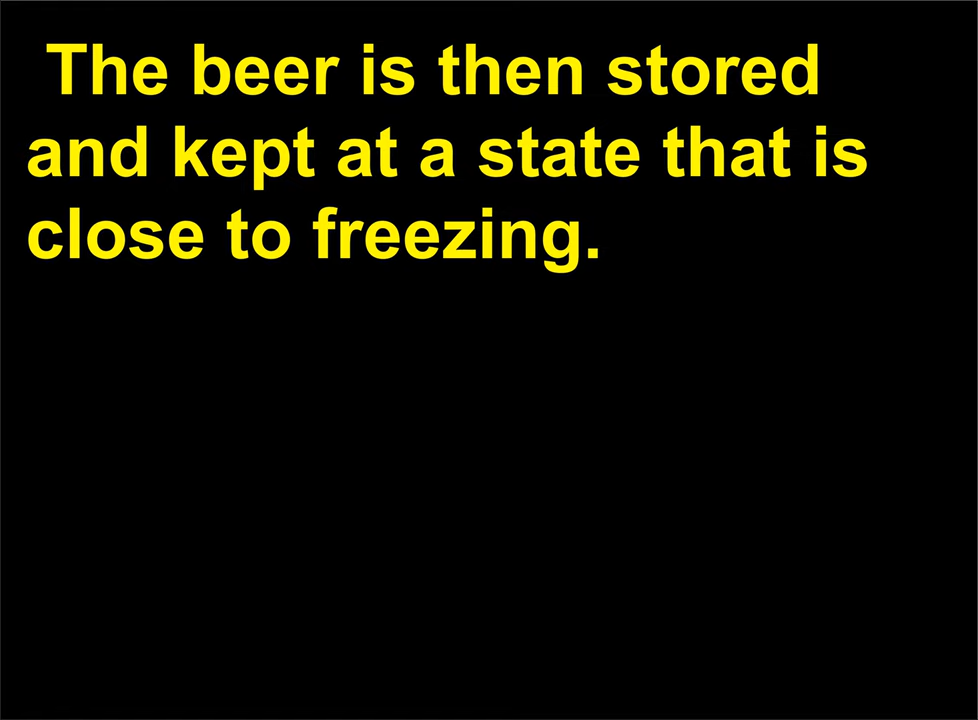 The beer is then stored
and kept at a state that is
close to freezing.